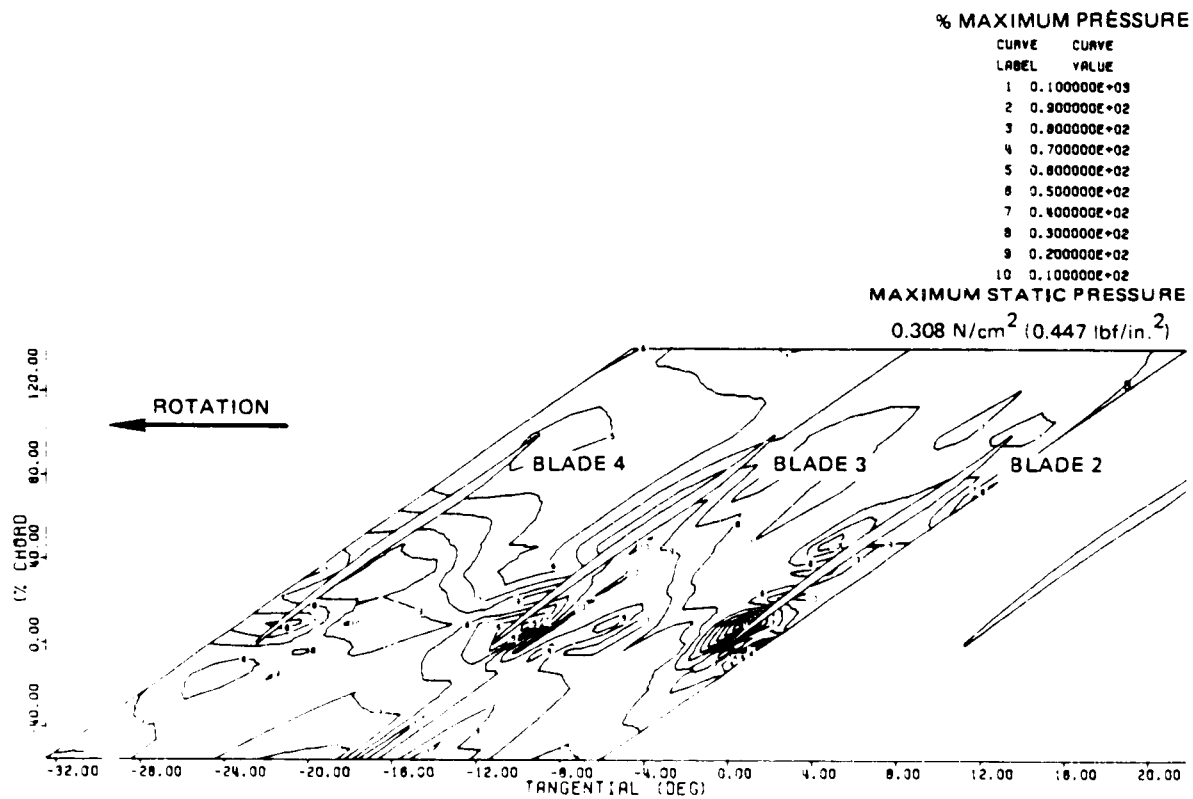 % MAXIMUM PRESSURE
CURVE CURVE
LABEL VALUE
1 0.100000E+03
2 0.900000E+02
3 0.800000E+02
4 0.700000E+02
5 0.600000E+02
6 0.500000E+02
7 0.400000E+02
8 0.300000E+02
9 0.200000E+02
10 0.100000E+02
MAXIMUM STATIC PRESSURE
0.308 N/cm² (0.447 lbf/in.²)
ROTATION
BLADE 4
BLADE 3
BLADE 2
120.00
80.00
40.00
0.00
-40.00
(% CHORD
-32.00 -28.00 -24.00 -20.00 -16.00 -12.00 -8.00 -4.00 0.00 4.00 8.00 12.00 16.00 20.00
TANGENTIAL (DEG)